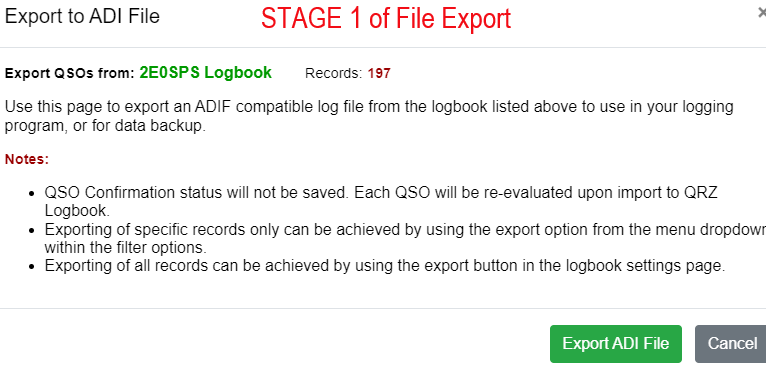 Export to ADI File STAGE 1 of File Export ×
Export QSOs from: 2E0SPS Logbook Records: 197
Use this page to export an ADIF compatible log file from the logbook listed above to use in your logging
program, or for data backup.
Notes:
• QSO Confirmation status will not be saved. Each QSO will be re-evaluated upon import to QRZ
Logbook.
• Exporting of specific records only can be achieved by using the export option from the menu dropdown
within the filter options.
• Exporting of all records can be achieved by using the export button in the logbook settings page.
Export ADI File Cancel